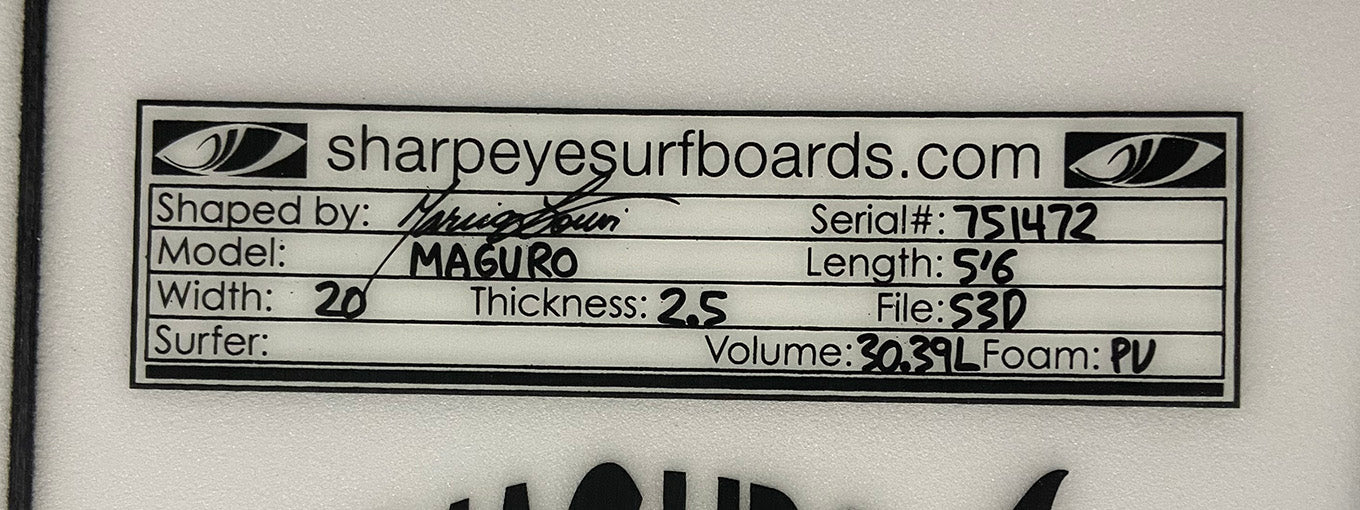 sharpeyesurfboards.com
Shaped by: Serial#: 751472
Model: MAGURO Length: 5'6
Width: 20 Thickness: 2.5 File: S3D
Surfer: Volume: 30.39L Foam: PU